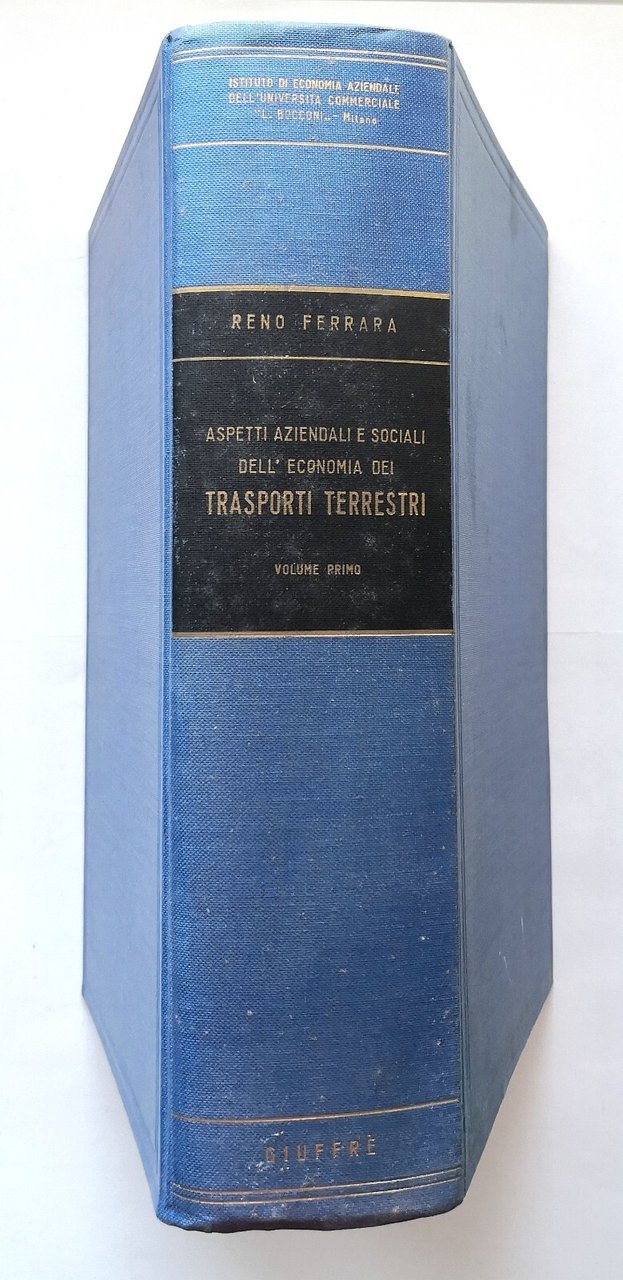 ISTITUTO DI ECONOMIA AZIENDALE
DELL'UNIVERSITÀ COMMERCIALE
"L. BOCCONI„ - Milano
RENO FERRARA
ASPETTI AZIENDALI E SOCIALI
DELL'ECONOMIA DEI
TRASPORTI TERRESTRI
VOLUME PRIMO
GIUFFRÈ